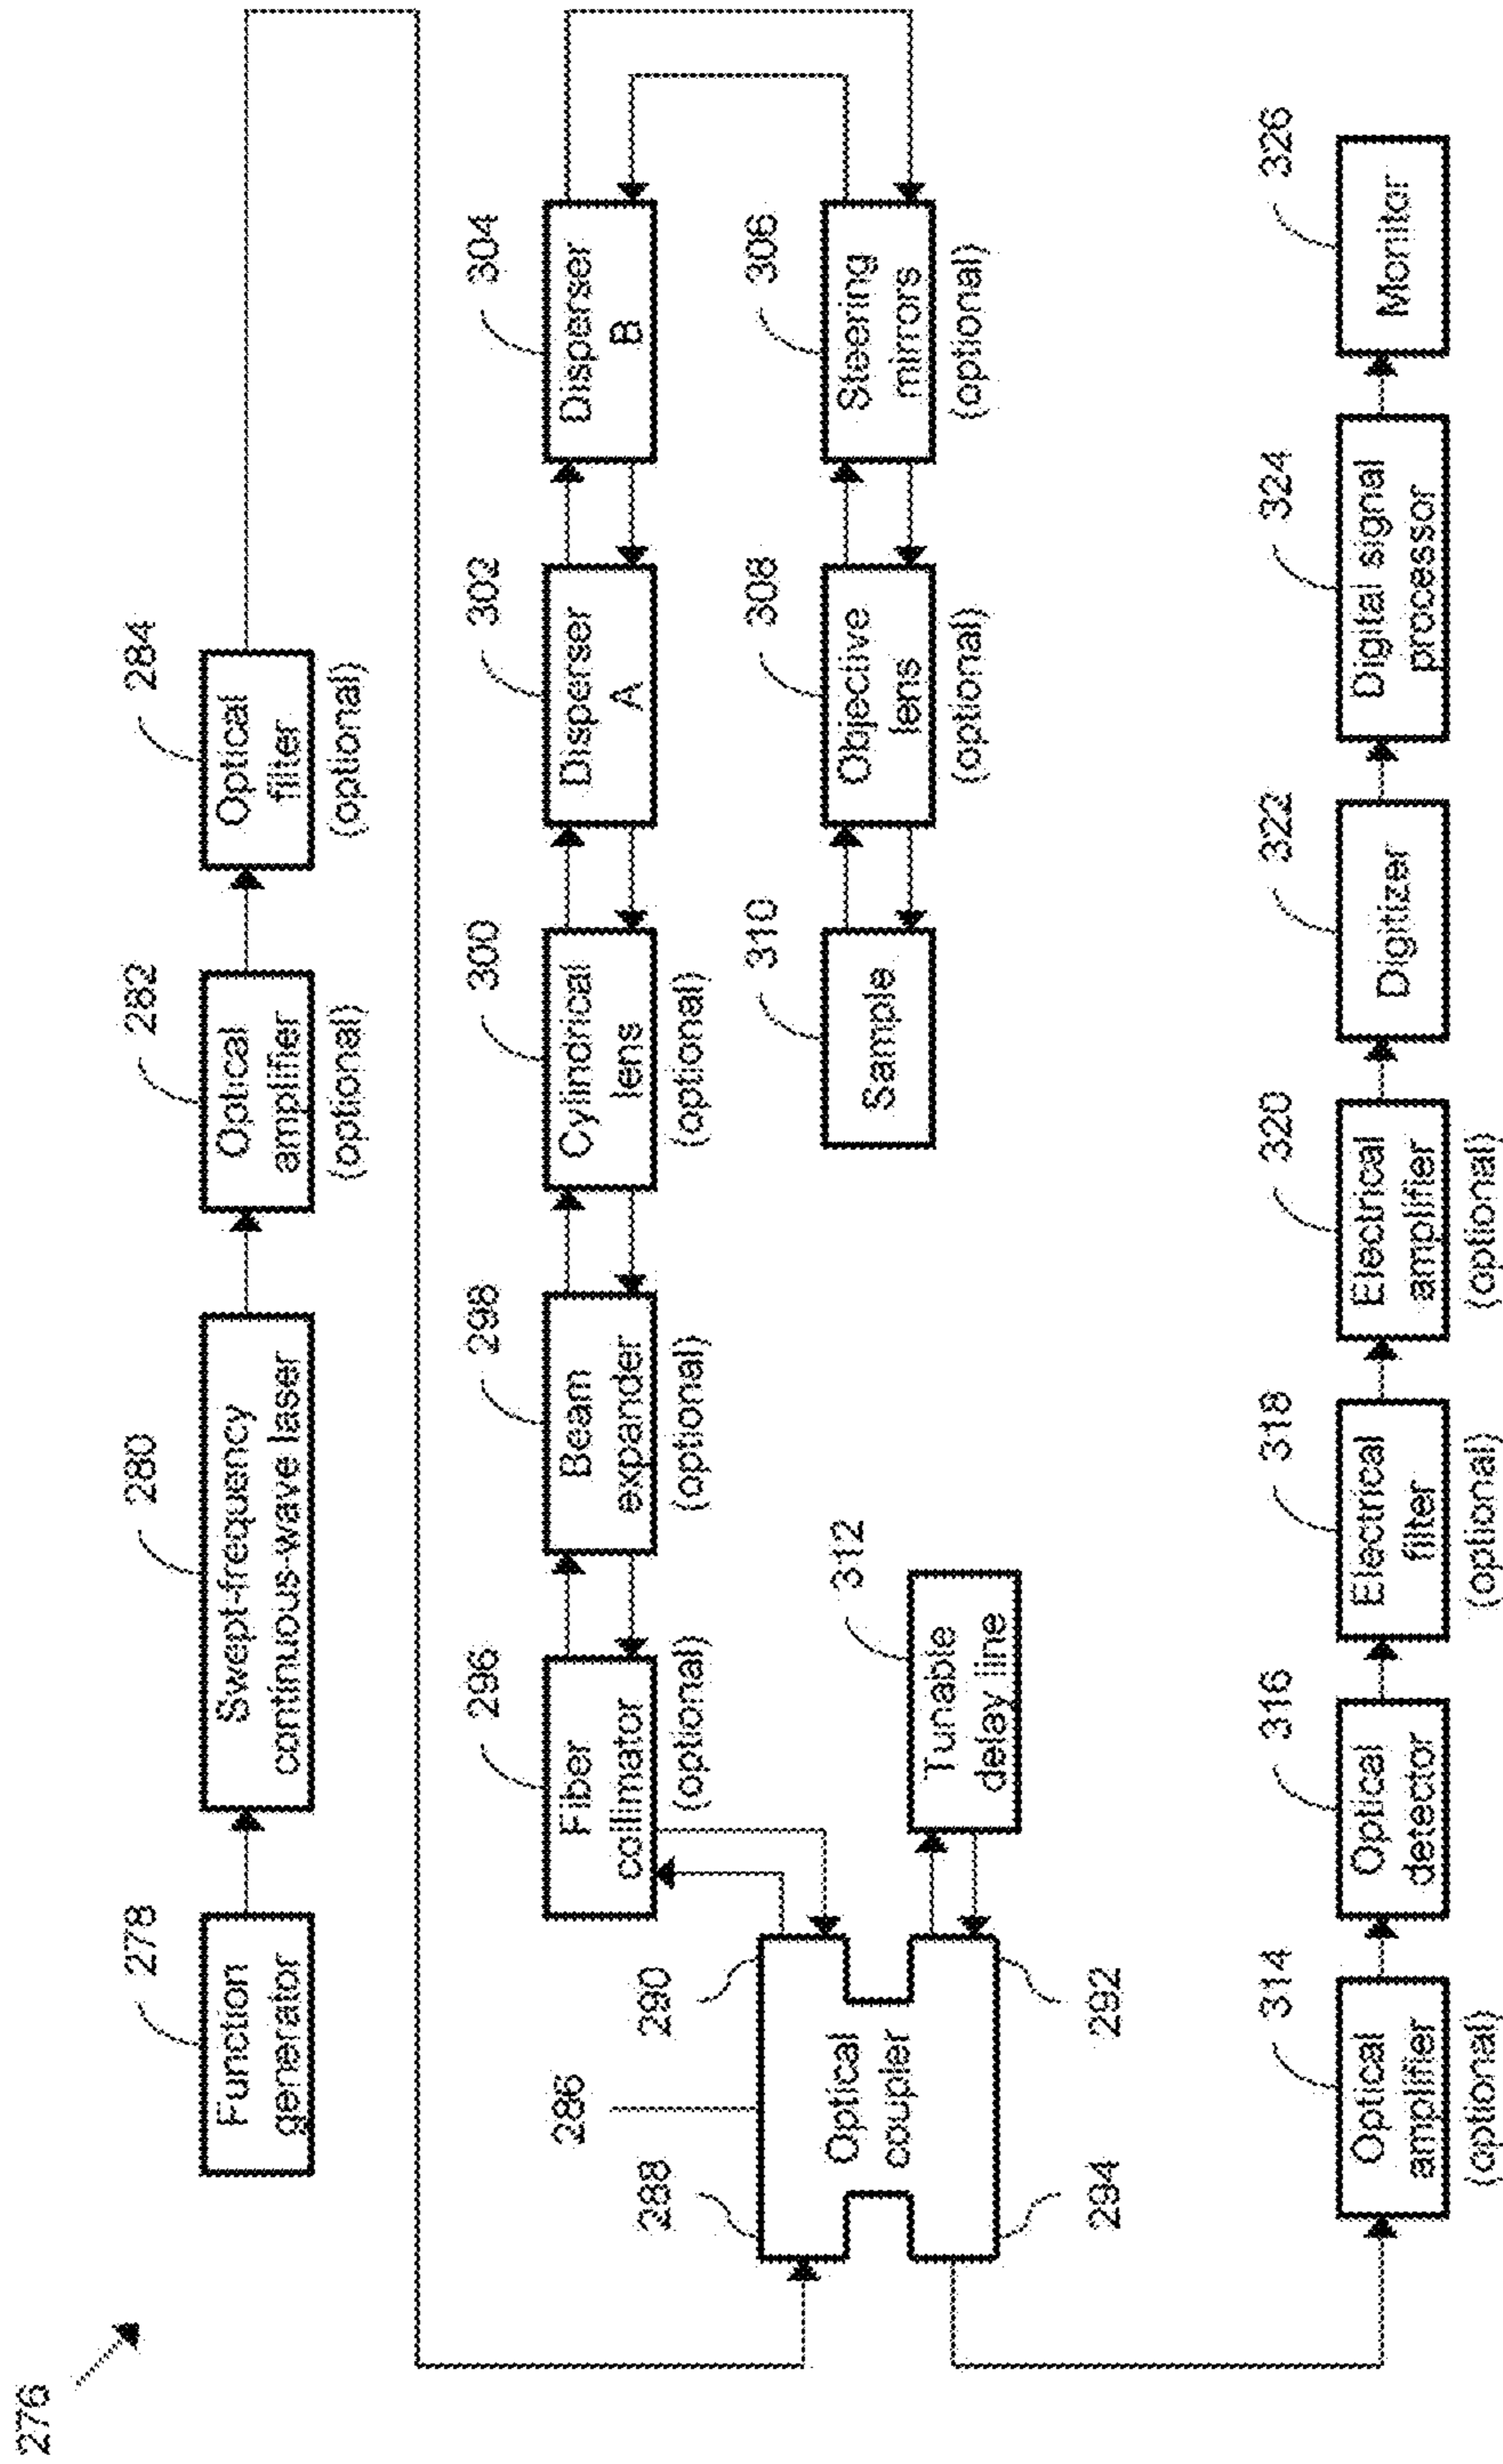 276
278
Function
generator
280
Swept-frequency
continuous-wave laser
282
Optical
amplifier
(optional)
284
Optical
filter
(optional)
286
288
290
Optical
coupler
292
294
296
Fiber
collimator
(optional)
298
Beam
expander
(optional)
300
Cylindrical
lens
(optional)
302
Disperser
A
304
Disperser
B
306
Steering
mirrors
(optional)
308
Objective
lens
(optional)
310
Sample
312
Tunable
delay line
314
Optical
amplifier
(optional)
316
Optical
detector
318
Electrical
filter
(optional)
320
Electrical
amplifier
(optional)
322
Digitizer
324
Digital signal
processor
326
Monitor